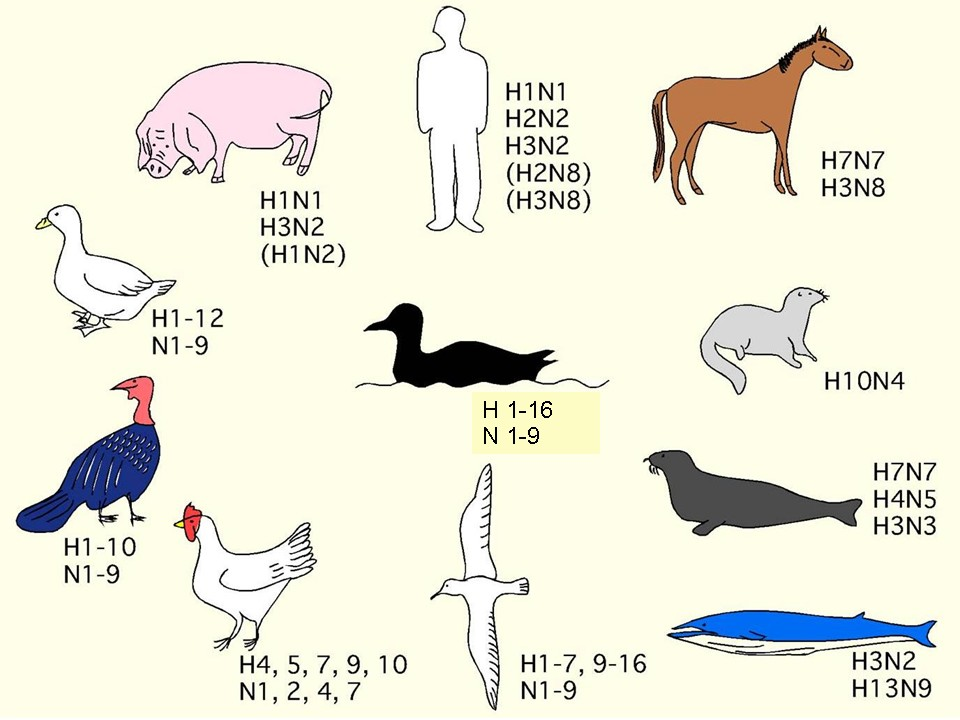 H1N1
H3N2
(H1N2)
H1N1
H2N2
H3N2
(H2N8)
(H3N8)
H7N7
H3N8
H1-12
N1-9
H 1-16
N 1-9
H10N4
H1-10
N1-9
H7N7
H4N5
H3N3
H4, 5, 7, 9, 10
N1, 2, 4, 7
H1-7, 9-16
N1-9
H3N2
H13N9